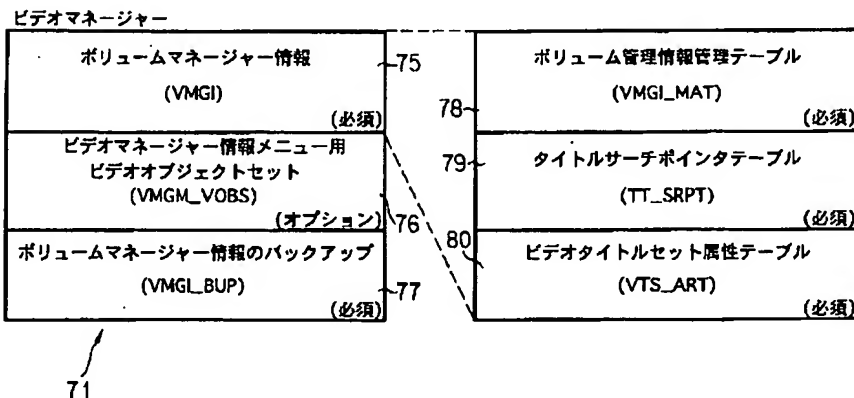 ビデオマネージャー
ボリュームマネージャー情報
(VMGI)
(必須)
75
ビデオマネージャー情報メニュー用
ビデオオブジェクトセット
(VMGM_VOBS)
(オプション)
76
ボリュームマネージャー情報のバックアップ
(VMGI_BUP)
(必須)
77
71
ボリューム管理情報管理テーブル
(VMGI_MAT)
(必須)
78
タイトルサーチポインタテーブル
(TT_SRPT)
(必須)
79
ビデオタイトルセット属性テーブル
(VTS_ART)
(必須)
80